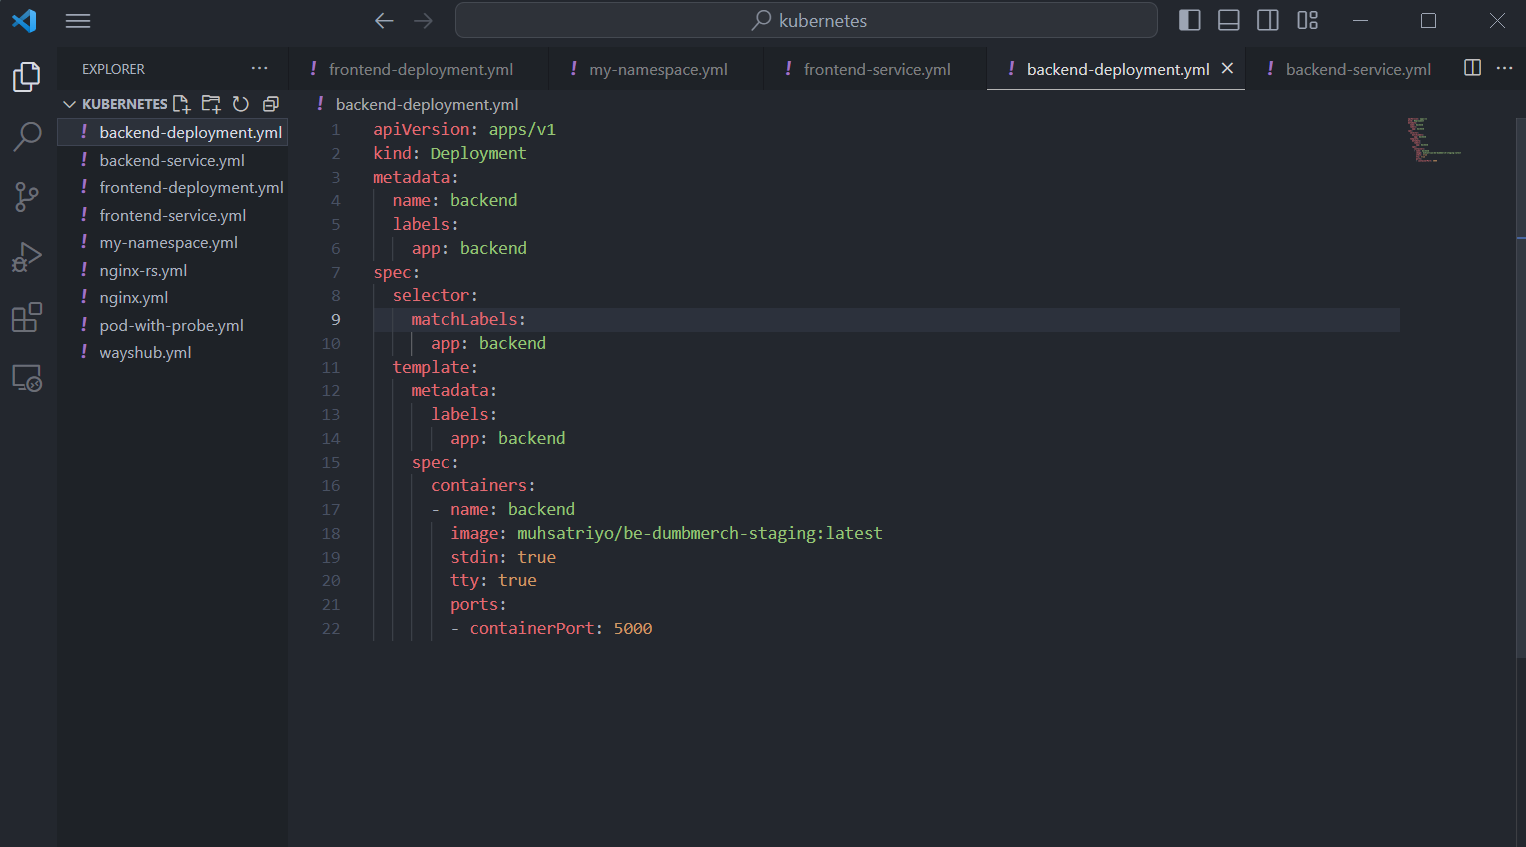 kubernetes
EXPLORER ···
! frontend-deployment.yml
! my-namespace.yml
! frontend-service.yml
! backend-deployment.yml
! backend-service.yml
KUBERNETES
! backend-deployment.yml
! backend-service.yml
! frontend-deployment.yml
! frontend-service.yml
! my-namespace.yml
! nginx-rs.yml
! nginx.yml
! pod-with-probe.yml
! wayshub.yml
! backend-deployment.yml
1 apiVersion: apps/v1
2 kind: Deployment
3 metadata:
4   name: backend
5   labels:
6     app: backend
7 spec:
8   selector:
9     matchLabels:
10       app: backend
11   template:
12     metadata:
13       labels:
14         app: backend
15     spec:
16       containers:
17       - name: backend
18         image: muhsatriyo/be-dumbmerch-staging:latest
19         stdin: true
20         tty: true
21         ports:
22         - containerPort: 5000